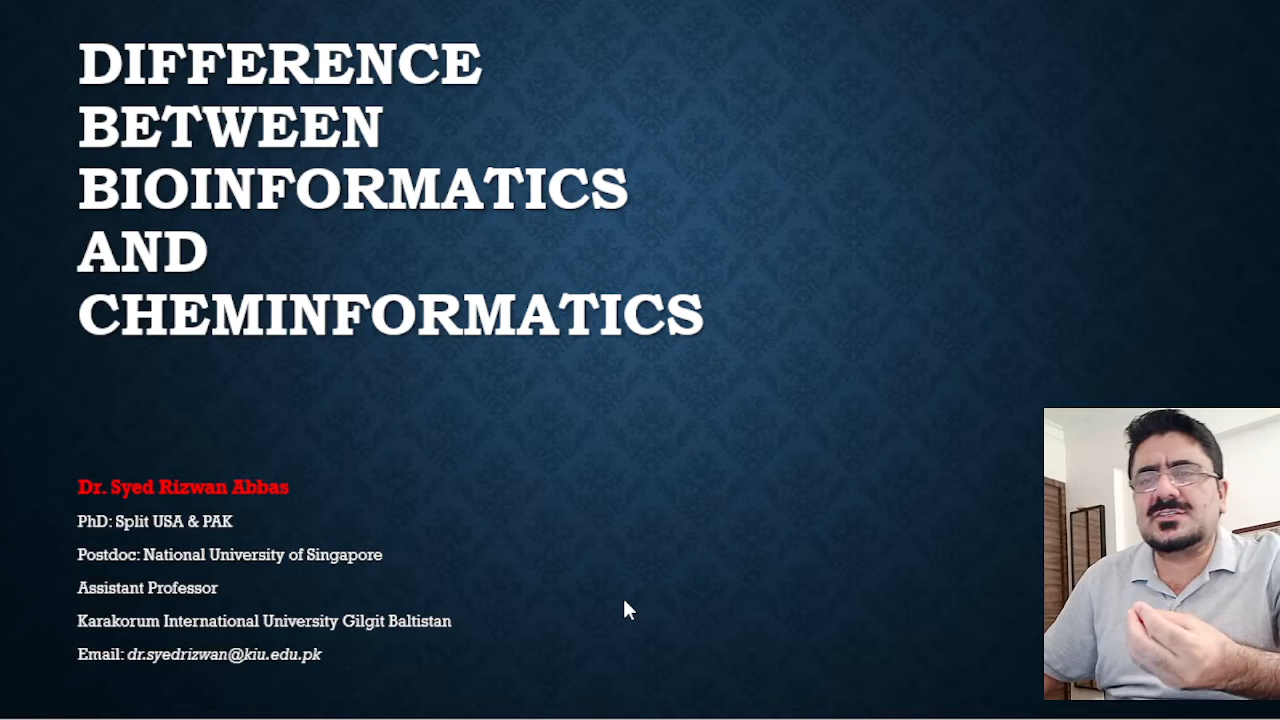 DIFFERENCE
BETWEEN
BIOINFORMATICS
AND
CHEMINFORMATICS
Dr. Syed Rizwan Abbas
PhD: Split USA & PAK
Postdoc: National University of Singapore
Assistant Professor
Karakorum International University Gilgit Baltistan
Email: dr.syedrizwan@kiu.edu.pk